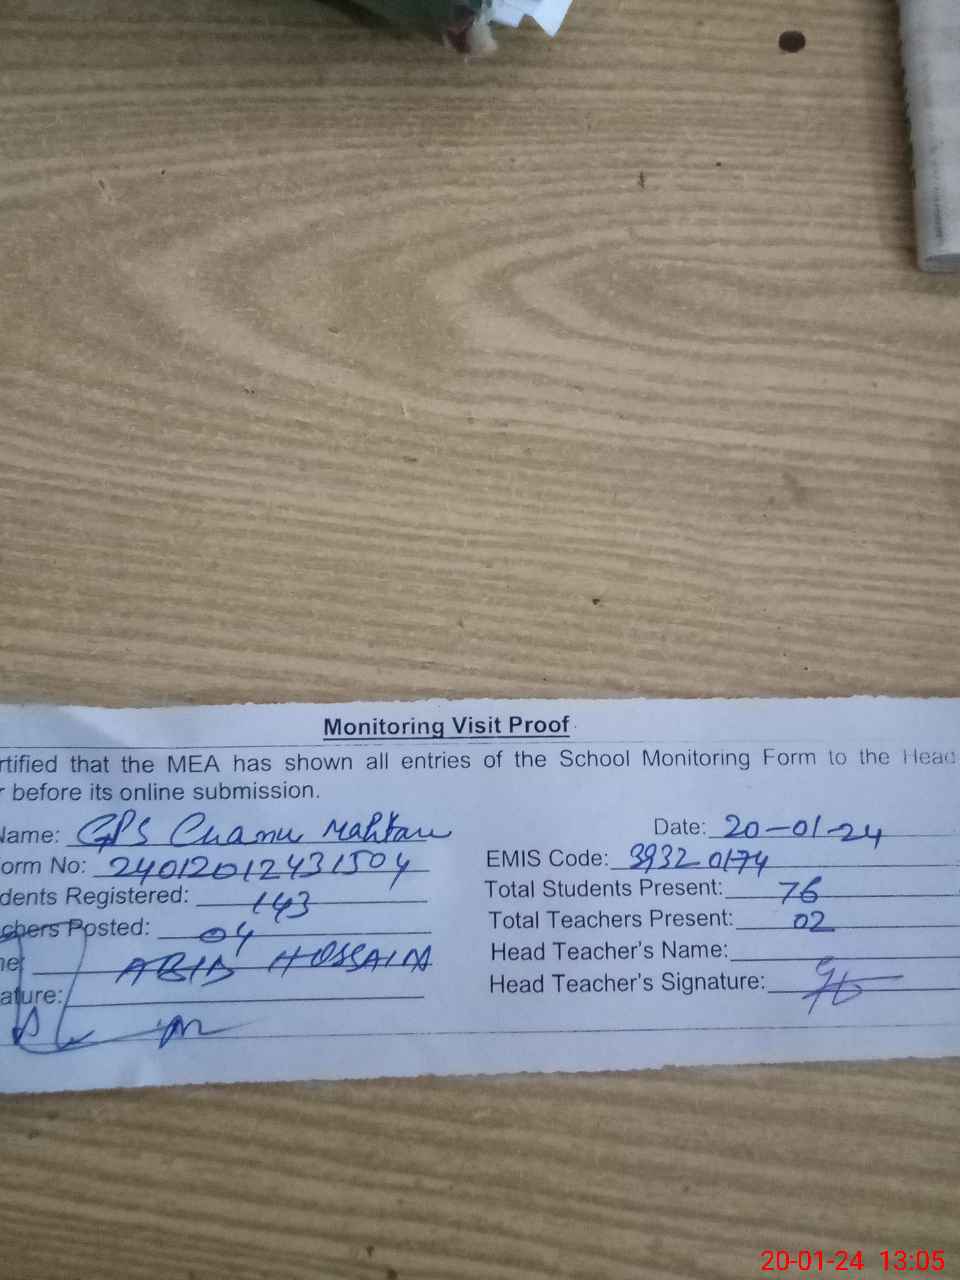 Monitoring Visit Proof
rtified that the MEA has shown all entries of the School Monitoring Form to the Head
r before its online submission.
Name: GPS Chanu Mahtau Date: 20-01-24
orm No: 24012012431504 EMIS Code: 39320174
dents Registered: 143 Total Students Present: 76
chers Posted: 04 Total Teachers Present: 02
me: ABID HOSSAIN Head Teacher's Name:
ature: Head Teacher's Signature:
20-01-24 13:05